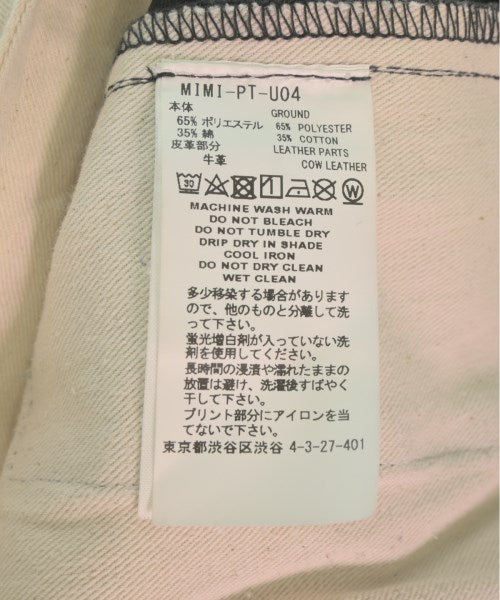 MIMI-PT-U04
本体
65% ポリエステル
35% 綿
皮革部分
牛革
GROUND
65% POLYESTER
35% COTTON
LEATHER PARTS
COW LEATHER
30
W
MACHINE WASH WARM
DO NOT BLEACH
DO NOT TUMBLE DRY
DRIP DRY IN SHADE
COOL IRON
DO NOT DRY CLEAN
WET CLEAN
多少移染する場合があります
ので、他のものと分離して洗
って下さい。
蛍光増白剤が入っていない洗
剤を使用してください。
長時間の浸漬や濡れたままの
放置は避け、洗濯後すばやく
干して下さい。
プリント部分にアイロンを当
てないで下さい。
東京都渋谷区渋谷 4-3-27-401